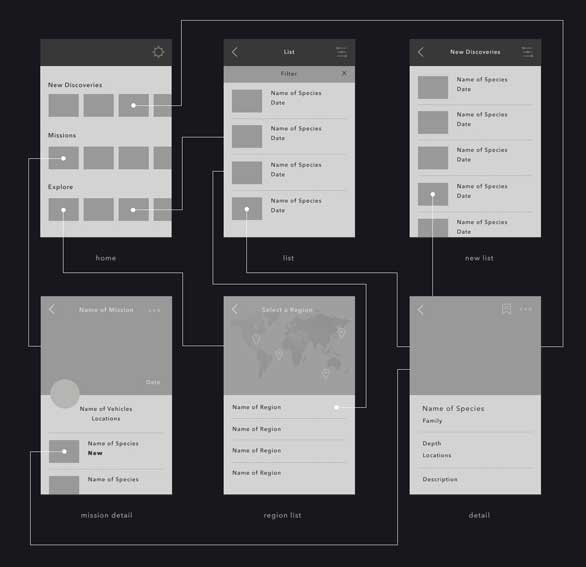 New Discoveries
Missions
Explore
home
List
Filter
Name of Species
Date
Name of Species
Date
Name of Species
Date
Name of Species
Date
list
New Discoveries
Name of Species
Date
Name of Species
Date
Name of Species
Date
Name of Species
Date
Name of Species
Date
new list
Name of Mission
Date
Name of Vehicles
Locations
Name of Species
New
Name of Species
mission detail
Select a Region
Name of Region
Name of Region
Name of Region
Name of Region
region list
Name of Species
Family
Depth
Locations
Description
detail